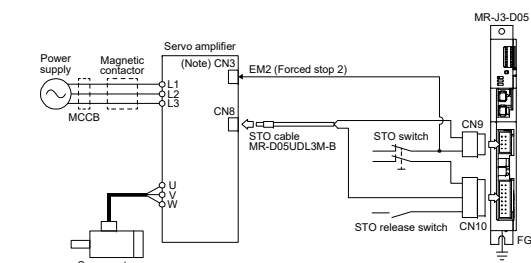 MR-J3-D05
Servo amplifier
Power
supply
Magnetic
contactor
(Note) CN3
EM2 (Forced stop 2)
L1
L2
L3
MCCB
CN8
CN9
STO cable
MR-D05UDL3M-B
STO switch
U
V
W
STO release switch
CN10
FG